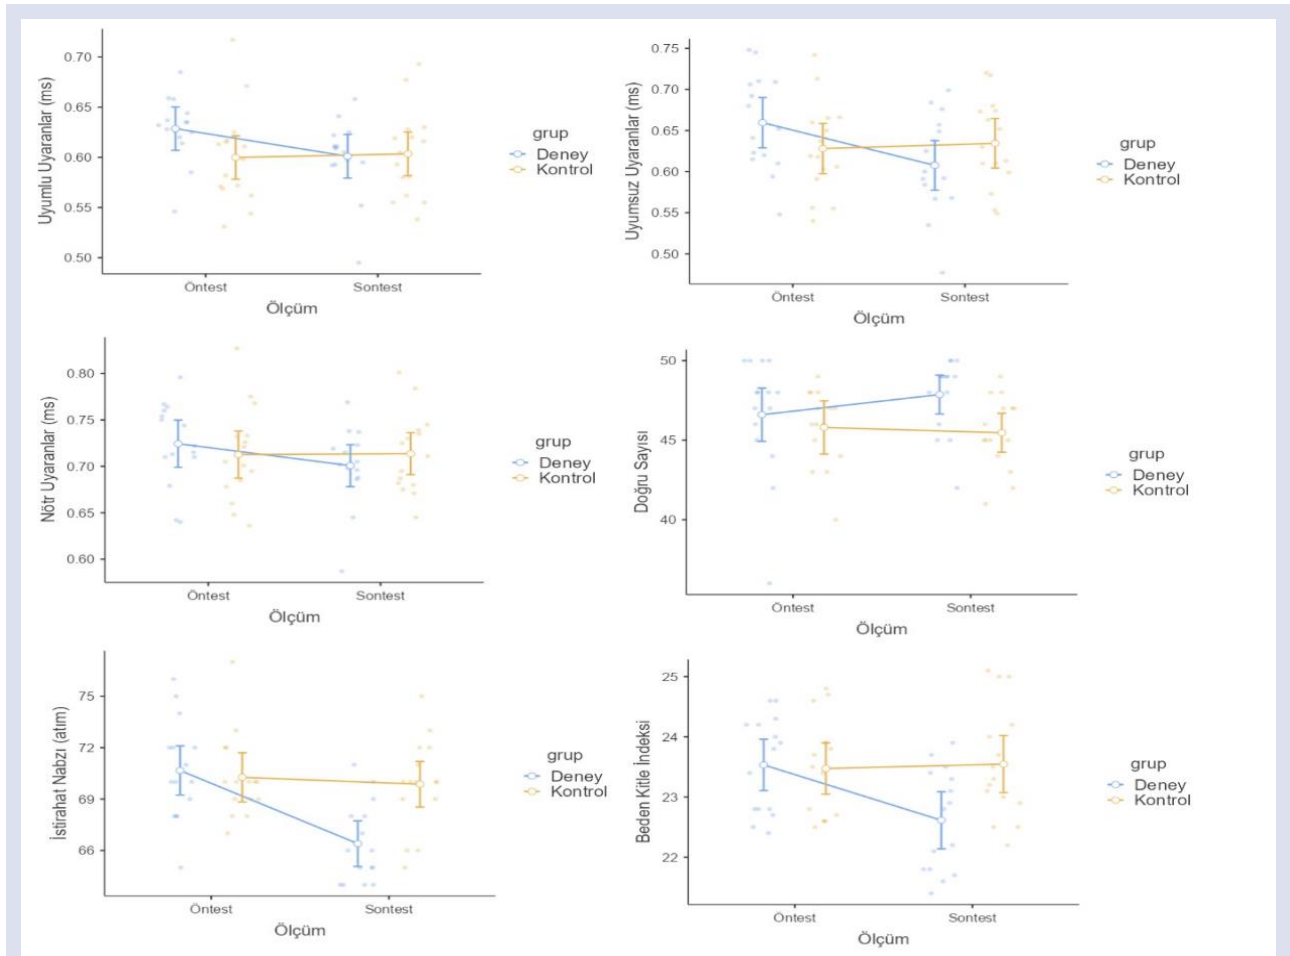 Uyumlu Uyaranlar (ms)
0.70
0.65
0.60
0.55
0.50
Öntest
Sontest
Ölçüm
grup
Deney
Kontrol
Uyumsuz Uyaranlar (ms)
0.75
0.70
0.65
0.60
0.55
0.50
Öntest
Sontest
Ölçüm
grup
Deney
Kontrol
Nötr Uyaranlar (ms)
0.80
0.75
0.70
0.65
0.60
Öntest
Sontest
Ölçüm
grup
Deney
Kontrol
Doğru Sayısı
50
45
40
Öntest
Sontest
Ölçüm
grup
Deney
Kontrol
İstirahat Nabzı (atım)
75
72
69
66
Öntest
Sontest
Ölçüm
grup
Deney
Kontrol
Beden Kitle İndeksi
25
24
23
22
Öntest
Sontest
Ölçüm
grup
Deney
Kontrol